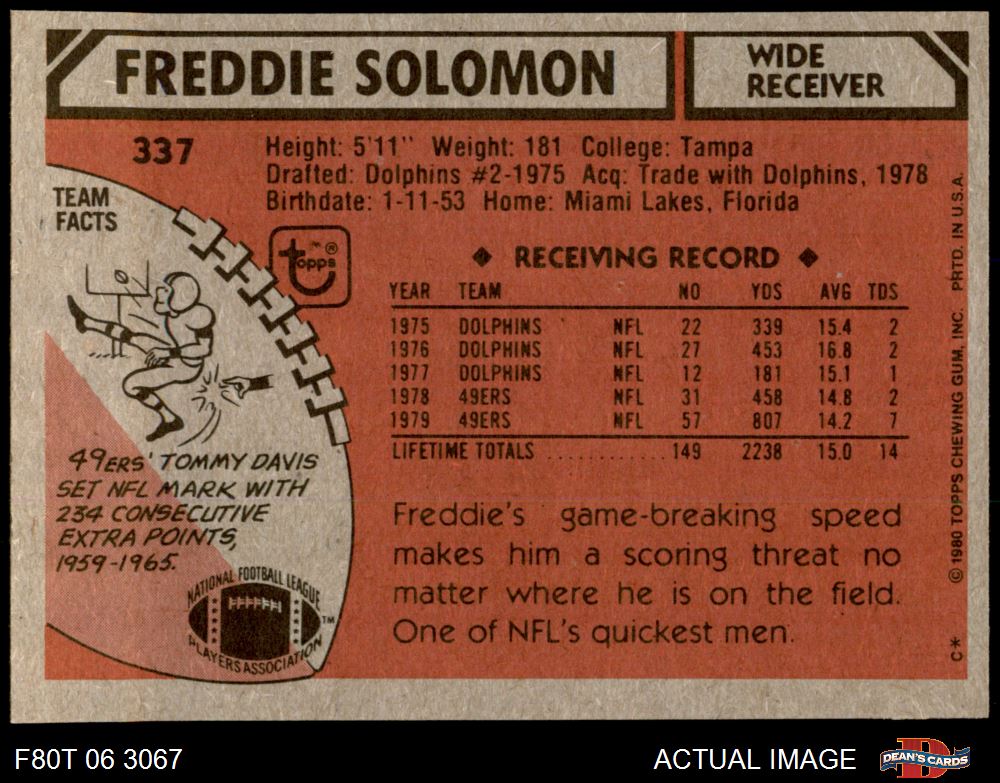 FREDDIE SOLOMON
WIDE
RECEIVER
337
Height: 5'11" Weight: 181 College: Tampa
Drafted: Dolphins #2-1975 Acq: Trade with Dolphins, 1978
Birthdate: 1-11-53 Home: Miami Lakes, Florida
TEAM
FACTS
topps ®
◆ RECEIVING RECORD ◆
YEAR TEAM NO YDS AVG TDS
1975 DOLPHINS NFL 22 339 15.4 2
1976 DOLPHINS NFL 27 453 16.8 2
1977 DOLPHINS NFL 12 181 15.1 1
1978 49ERS NFL 31 458 14.8 2
1979 49ERS NFL 57 807 14.2 7
LIFETIME TOTALS ............ 149 2238 15.0 14
49ERS' TOMMY DAVIS
SET NFL MARK WITH
234 CONSECUTIVE
EXTRA POINTS,
1959-1965.
NATIONAL FOOTBALL LEAGUE
PLAYERS ASSOCIATION
TM
Freddie's game-breaking speed
makes him a scoring threat no
matter where he is on the field.
One of NFL's quickest men.
C* © 1980 TOPPS CHEWING GUM, INC. PRTD. IN U.S.A.
F80T 06 3067
ACTUAL IMAGE
DEAN'S CARDS